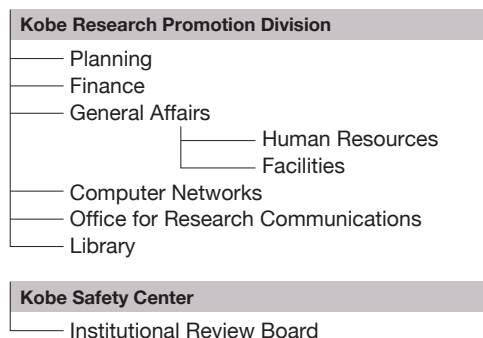 Kobe Research Promotion Division
Planning
Finance
General Affairs
Human Resources
Facilities
Computer Networks
Office for Research Communications
Library
Kobe Safety Center
Institutional Review Board